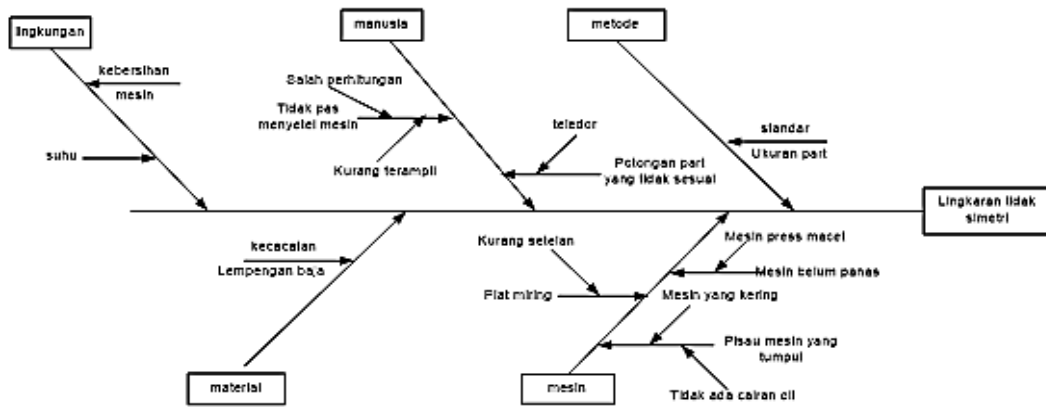 lingkungan
manusia
metode
kebersihan
mesin
suhu
Salah perhitungan
Tidak pas
menyetel mesin
Kurang terampil
teledor
Potongan part
yang tidak sesuai
standar
Ukuran part
Lingkaran tidak
simetri
kecacatan
Lempengan baja
material
Kurang setelan
Plat miring
Mesin press macet
Mesin belum panas
Mesin yang kering
Pisau mesin yang
tumpul
Tidak ada cairan oil
mesin